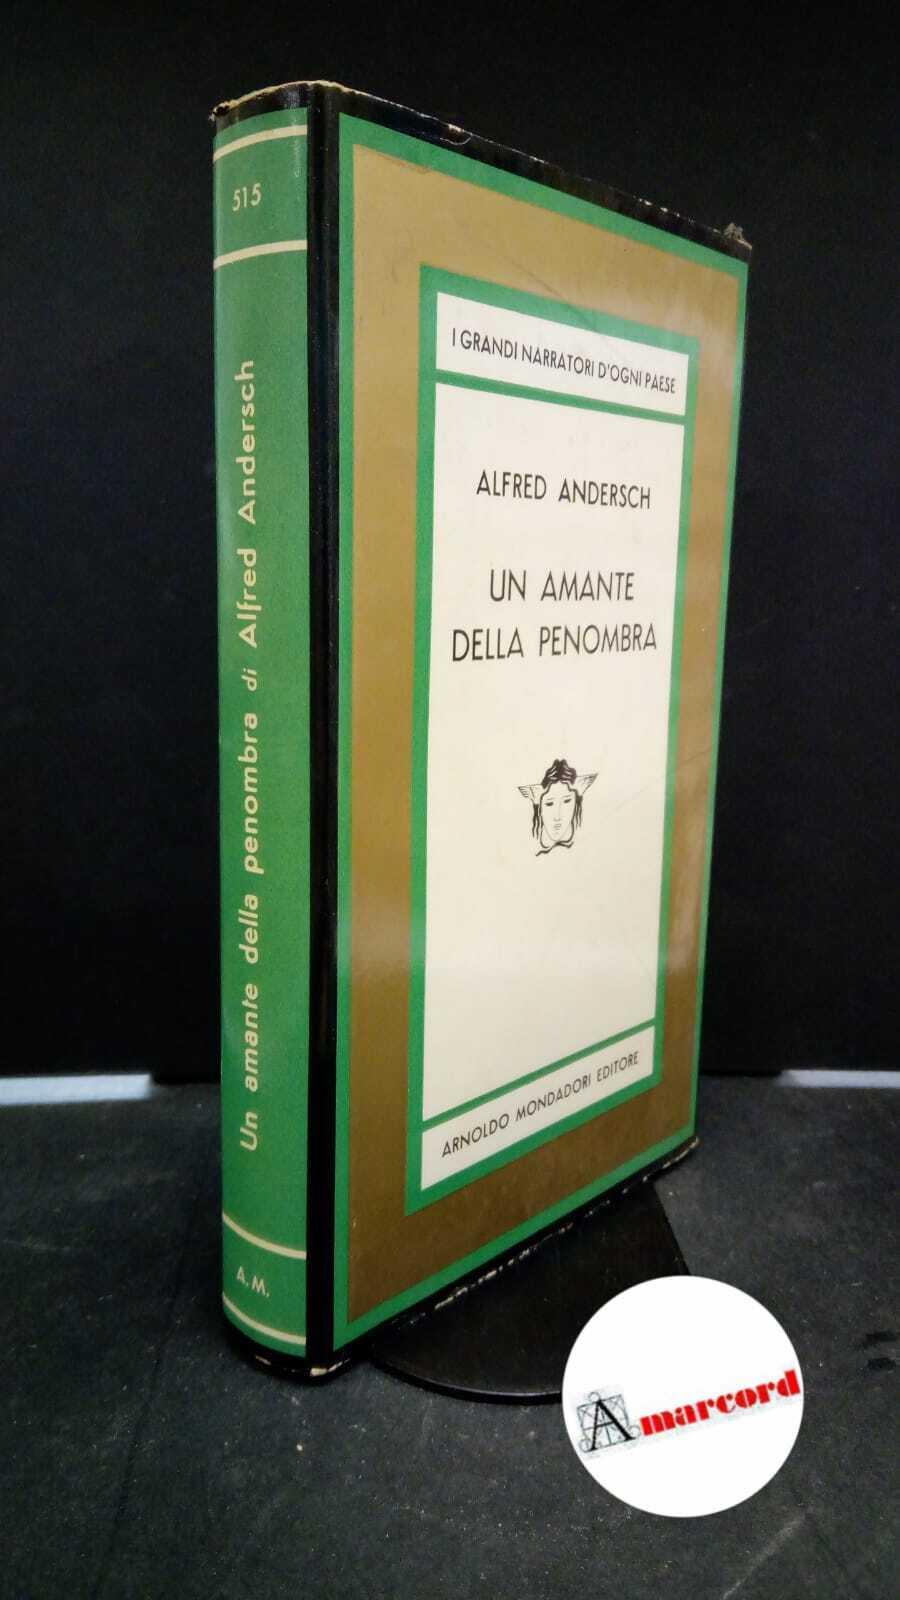 515
Un amante della penombra di Alfred Andersch
A.M.
I GRANDI NARRATORI D'OGNI PAESE
ALFRED ANDERSCH
UN AMANTE
DELLA PENOMBRA
ARNOLDO MONDADORI EDITORE
Amarcord